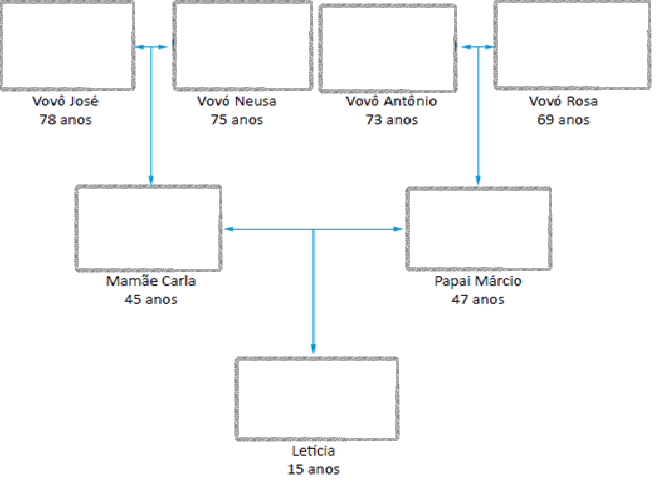 Vovô José
78 anos
Vovó Neusa
75 anos
Vovô Antônio
73 anos
Vovó Rosa
69 anos
Mamãe Carla
45 anos
Papai Márcio
47 anos
Letícia
15 anos